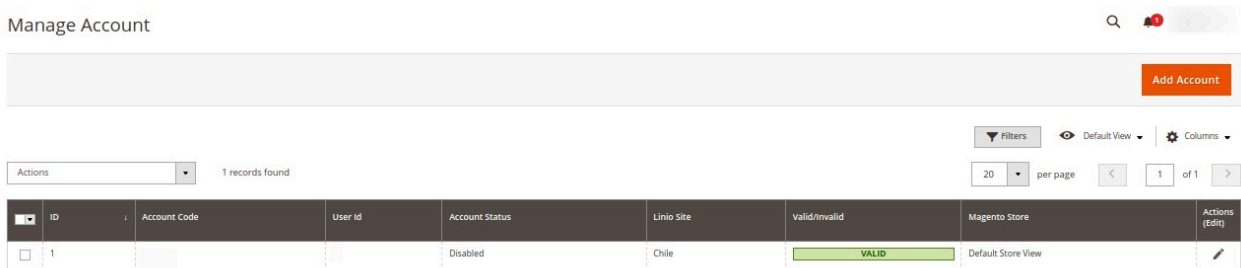 Manage Account
1
Add Account
Filters Default View Columns
Actions 1 records found 20 per page 1 of 1
ID ↓ Account Code User Id Account Status Linio Site Valid/Invalid Magento Store Actions (Edit)
1 Disabled Chile VALID Default Store View